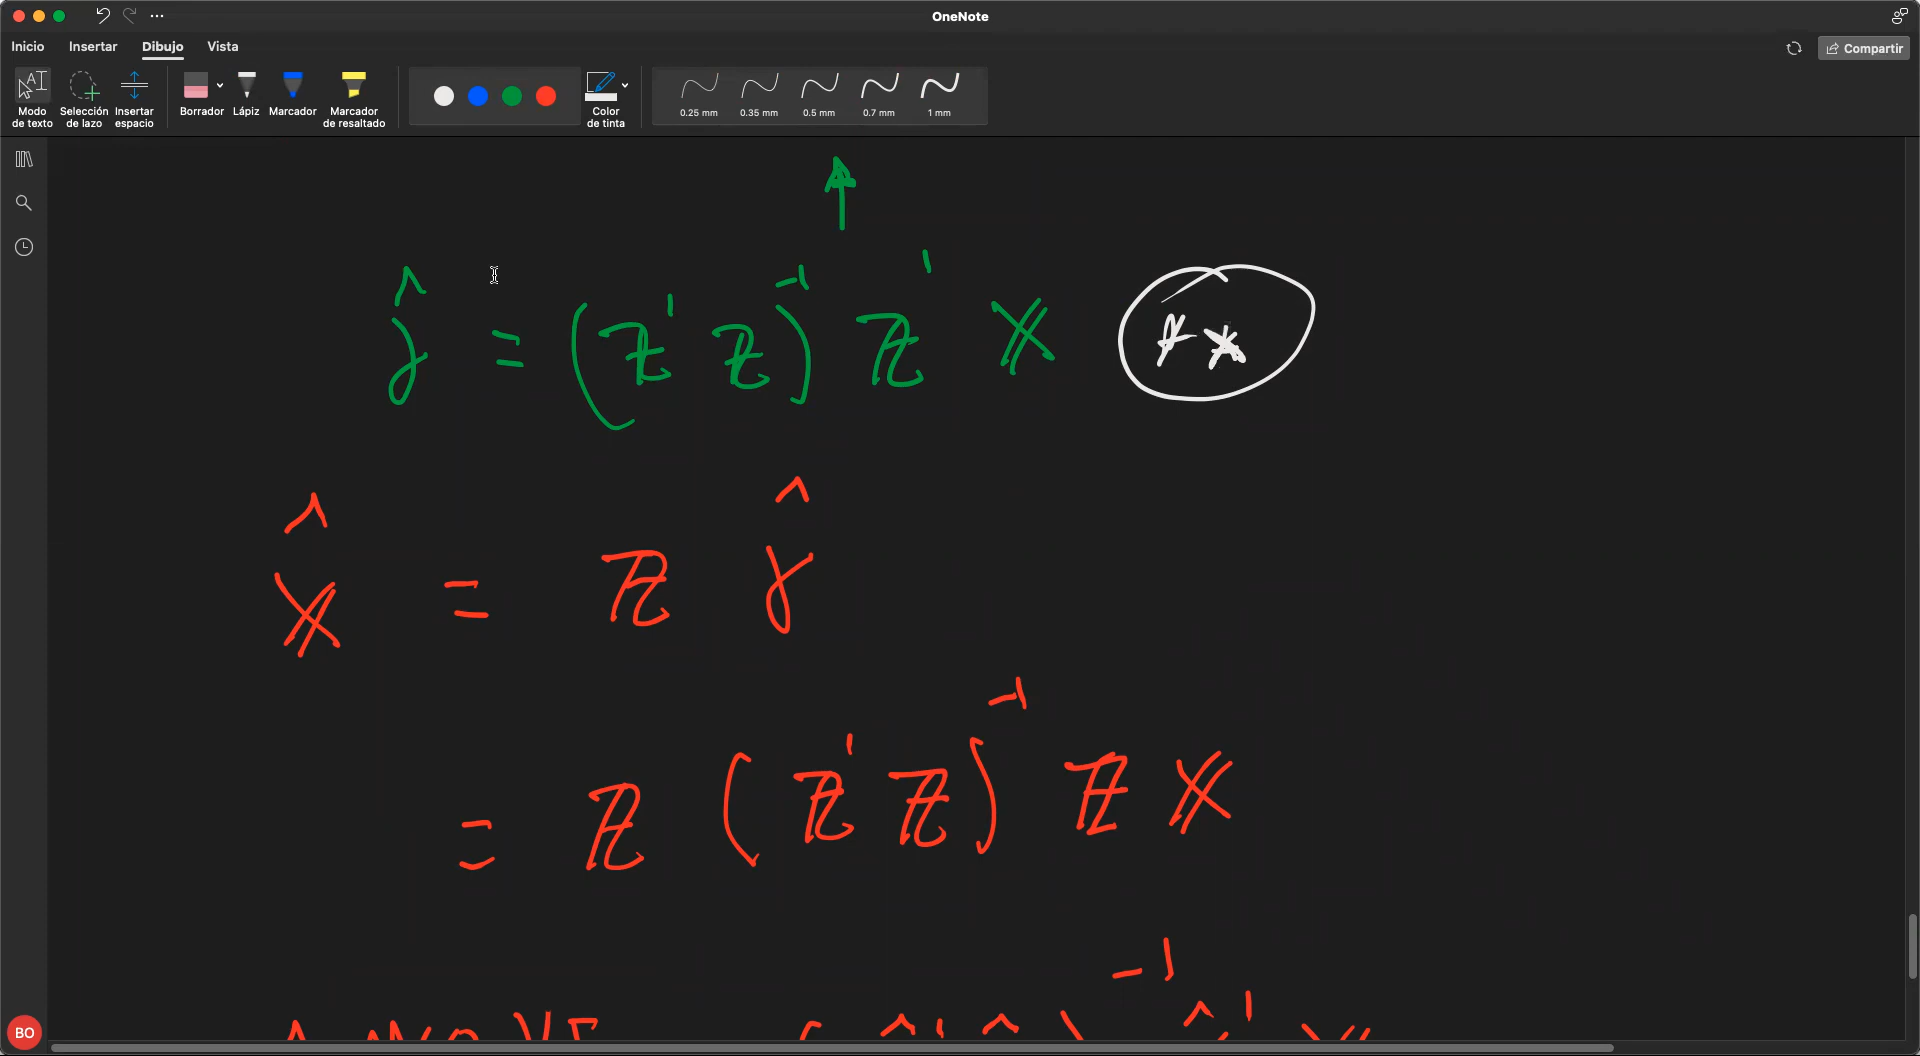 OneNote
Inicio Insertar Dibujo Vista Compartir
Modo de texto Selección de lazo Insertar espacio Borrador Lápiz Marcador Marcador de resaltado Color de tinta 0.25 mm 0.35 mm 0.5 mm 0.7 mm 1 mm
γ̂ = (Z'Z)⁻¹ Z' X **
X̂ = Z γ̂
= Z (Z'Z)⁻¹ Z X
BO